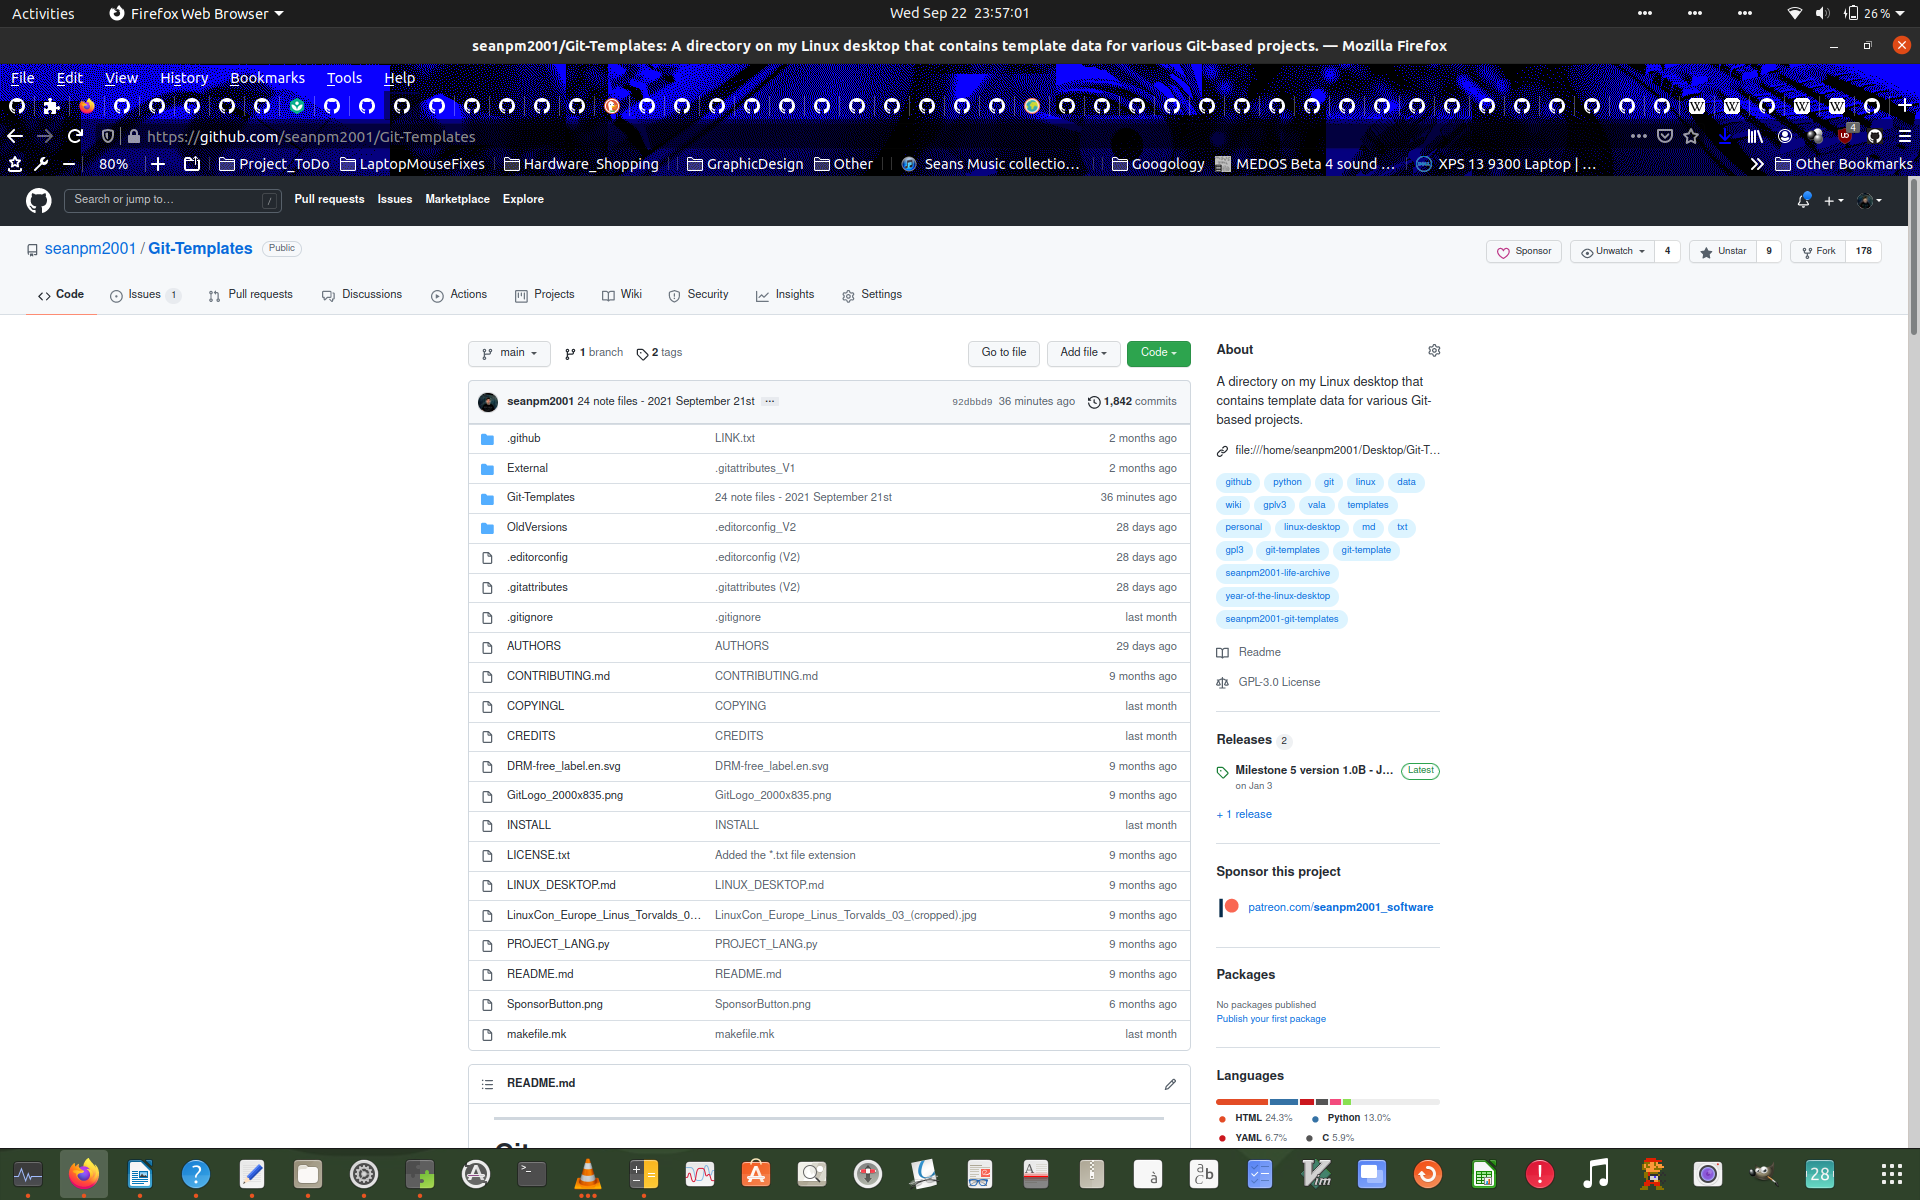 Activities Firefox Web Browser Wed Sep 22 23:57:01 26 %
seanpm2001/Git-Templates: A directory on my Linux desktop that contains template data for various Git-based projects. — Mozilla Firefox
File Edit View History Bookmarks Tools Help
https://github.com/seanpm2001/Git-Templates 4
80% Project_ToDo LaptopMouseFixes Hardware_Shopping GraphicDesign Other Seans Music collectio… Googology MEDOS Beta 4 sound … XPS 13 9300 Laptop | … Other Bookmarks
Search or jump to… / Pull requests Issues Marketplace Explore
seanpm2001 / Git-Templates Public Sponsor Unwatch 4 Unstar 9 Fork 178
Code Issues 1 Pull requests Discussions Actions Projects Wiki Security Insights Settings
main 1 branch 2 tags Go to file Add file Code
seanpm2001 24 note files - 2021 September 21st ... 92dbbd9 36 minutes ago 1,842 commits
.github LINK.txt 2 months ago
External .gitattributes_V1 2 months ago
Git-Templates 24 note files - 2021 September 21st 36 minutes ago
OldVersions .editorconfig_V2 28 days ago
.editorconfig .editorconfig (V2) 28 days ago
.gitattributes .gitattributes (V2) 28 days ago
.gitignore .gitignore last month
AUTHORS AUTHORS 29 days ago
CONTRIBUTING.md CONTRIBUTING.md 9 months ago
COPYINGL COPYING last month
CREDITS CREDITS last month
DRM-free_label.en.svg DRM-free_label.en.svg 9 months ago
GitLogo_2000x835.png GitLogo_2000x835.png 9 months ago
INSTALL INSTALL last month
LICENSE.txt Added the *.txt file extension 9 months ago
LINUX_DESKTOP.md LINUX_DESKTOP.md 9 months ago
LinuxCon_Europe_Linus_Torvalds_0… LinuxCon_Europe_Linus_Torvalds_03_(cropped).jpg 9 months ago
PROJECT_LANG.py PROJECT_LANG.py 9 months ago
README.md README.md 9 months ago
SponsorButton.png SponsorButton.png 6 months ago
makefile.mk makefile.mk last month
README.md
About
A directory on my Linux desktop that
contains template data for various Git-
based projects.
file:///home/seanpm2001/Desktop/Git-T…
github python git linux data
wiki gplv3 vala templates
personal linux-desktop md txt
gpl3 git-templates git-template
seanpm2001-life-archive
year-of-the-linux-desktop
seanpm2001-git-templates
Readme
GPL-3.0 License
Releases 2
Milestone 5 version 1.0B - J… Latest
on Jan 3
+ 1 release
Sponsor this project
patreon.com/seanpm2001_software
Packages
No packages published
Publish your first package
Languages
HTML 24.3% Python 13.0%
YAML 6.7% C 5.9%
28